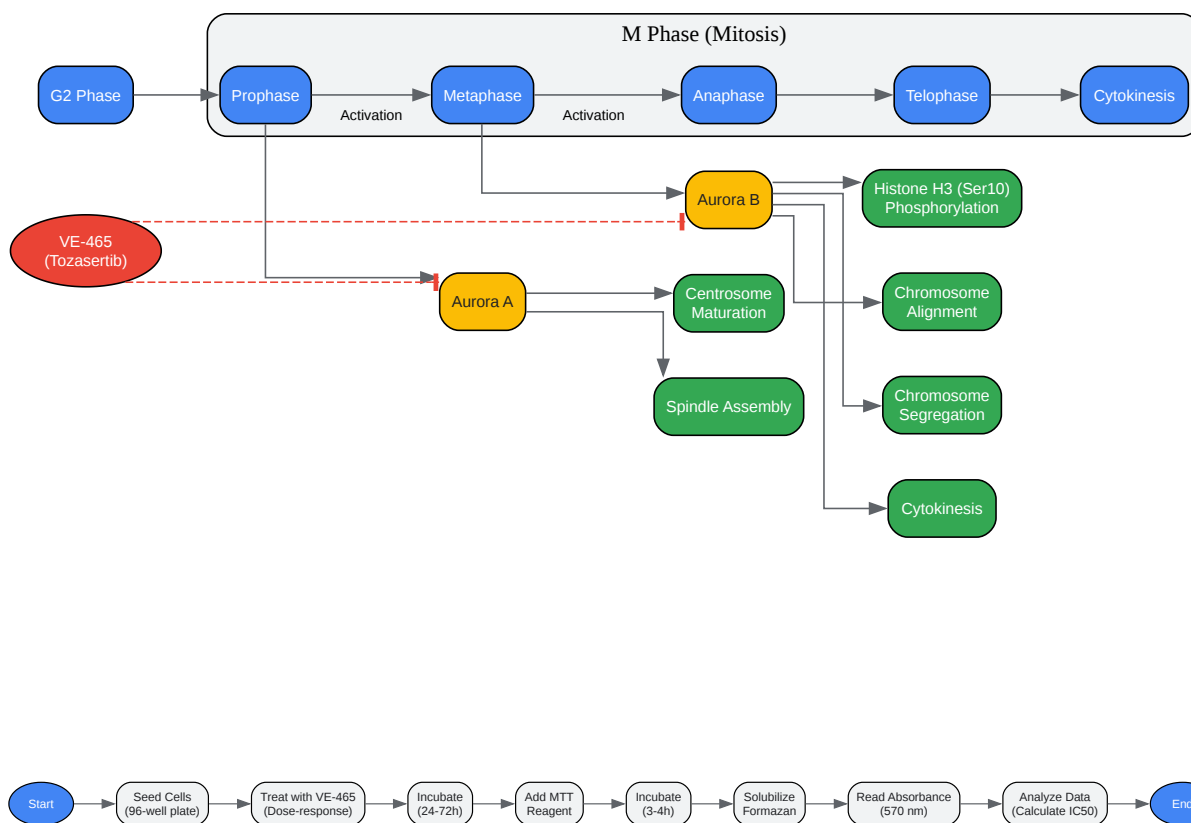 M Phase (Mitosis)
G2 Phase
Prophase
Metaphase
Anaphase
Telophase
Cytokinesis
Activation
Activation
VE-465
(Tozasertib)
Aurora B
Histone H3 (Ser10)
Phosphorylation
Aurora A
Centrosome
Maturation
Chromosome
Alignment
Spindle Assembly
Chromosome
Segregation
Cytokinesis
Start
Seed Cells
(96-well plate)
Treat with VE-465
(Dose-response)
Incubate
(24-72h)
Add MTT
Reagent
Incubate
(3-4h)
Solubilize
Formazan
Read Absorbance
(570 nm)
Analyze Data
(Calculate IC50)
End